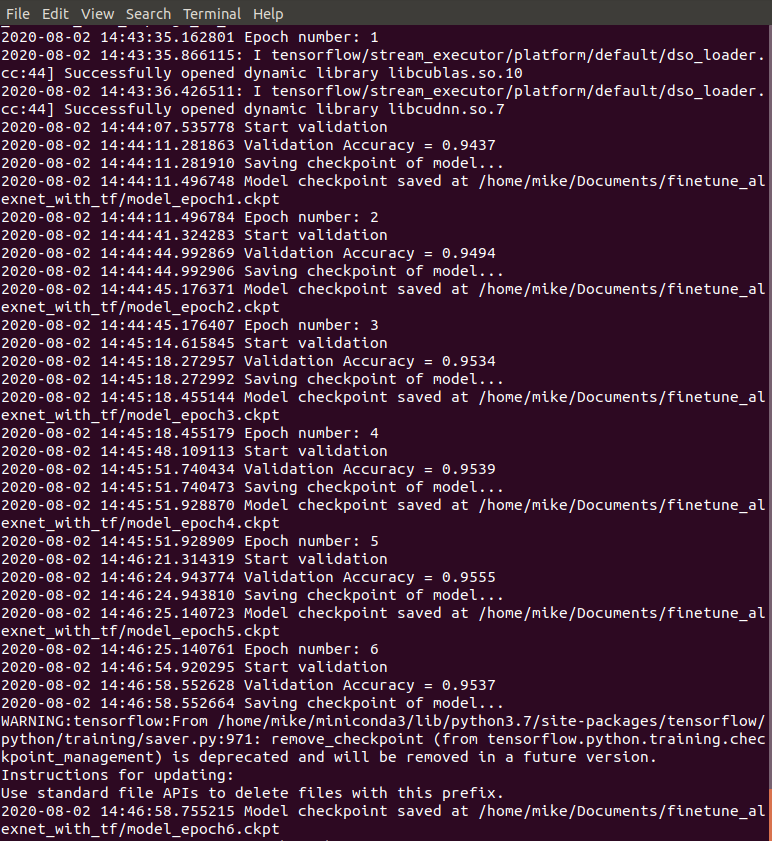 File Edit View Search Terminal Help
2020-08-02 14:43:35.162801 Epoch number: 1
2020-08-02 14:43:35.866115: I tensorflow/stream_executor/platform/default/dso_loader.
cc:44] Successfully opened dynamic library libcublas.so.10
2020-08-02 14:43:36.426511: I tensorflow/stream_executor/platform/default/dso_loader.
cc:44] Successfully opened dynamic library libcudnn.so.7
2020-08-02 14:44:07.535778 Start validation
2020-08-02 14:44:11.281863 Validation Accuracy = 0.9437
2020-08-02 14:44:11.281910 Saving checkpoint of model...
2020-08-02 14:44:11.496748 Model checkpoint saved at /home/mike/Documents/finetune_al
exnet_with_tf/model_epoch1.ckpt
2020-08-02 14:44:11.496784 Epoch number: 2
2020-08-02 14:44:41.324283 Start validation
2020-08-02 14:44:44.992869 Validation Accuracy = 0.9494
2020-08-02 14:44:44.992906 Saving checkpoint of model...
2020-08-02 14:44:45.176371 Model checkpoint saved at /home/mike/Documents/finetune_al
exnet_with_tf/model_epoch2.ckpt
2020-08-02 14:44:45.176407 Epoch number: 3
2020-08-02 14:45:14.615845 Start validation
2020-08-02 14:45:18.272957 Validation Accuracy = 0.9534
2020-08-02 14:45:18.272992 Saving checkpoint of model...
2020-08-02 14:45:18.455144 Model checkpoint saved at /home/mike/Documents/finetune_al
exnet_with_tf/model_epoch3.ckpt
2020-08-02 14:45:18.455179 Epoch number: 4
2020-08-02 14:45:48.109113 Start validation
2020-08-02 14:45:51.740434 Validation Accuracy = 0.9539
2020-08-02 14:45:51.740473 Saving checkpoint of model...
2020-08-02 14:45:51.928870 Model checkpoint saved at /home/mike/Documents/finetune_al
exnet_with_tf/model_epoch4.ckpt
2020-08-02 14:45:51.928909 Epoch number: 5
2020-08-02 14:46:21.314319 Start validation
2020-08-02 14:46:24.943774 Validation Accuracy = 0.9555
2020-08-02 14:46:24.943810 Saving checkpoint of model...
2020-08-02 14:46:25.140723 Model checkpoint saved at /home/mike/Documents/finetune_al
exnet_with_tf/model_epoch5.ckpt
2020-08-02 14:46:25.140761 Epoch number: 6
2020-08-02 14:46:54.920295 Start validation
2020-08-02 14:46:58.552628 Validation Accuracy = 0.9537
2020-08-02 14:46:58.552664 Saving checkpoint of model...
WARNING:tensorflow:From /home/mike/miniconda3/lib/python3.7/site-packages/tensorflow/
python/training/saver.py:971: remove_checkpoint (from tensorflow.python.training.chec
kpoint_management) is deprecated and will be removed in a future version.
Instructions for updating:
Use standard file APIs to delete files with this prefix.
2020-08-02 14:46:58.755215 Model checkpoint saved at /home/mike/Documents/finetune_al
exnet_with_tf/model_epoch6.ckpt